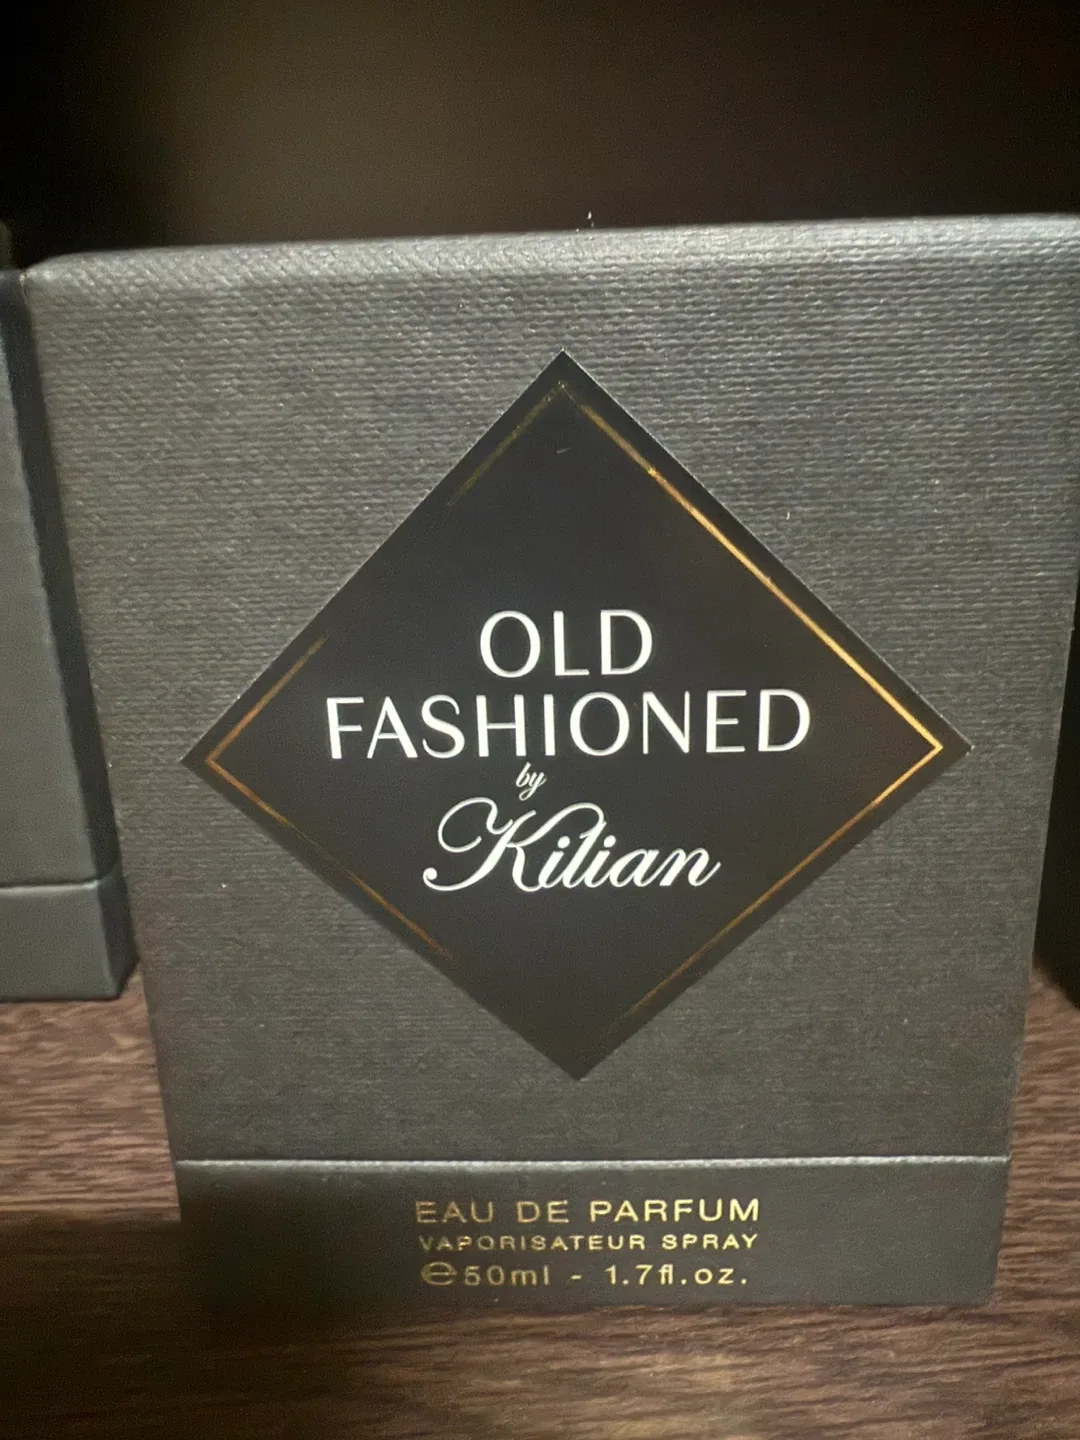 OLD
FASHIONED
by
Kilian
EAU DE PARFUM
VAPORISATEUR SPRAY
℮50ml - 1.7fl.oz.